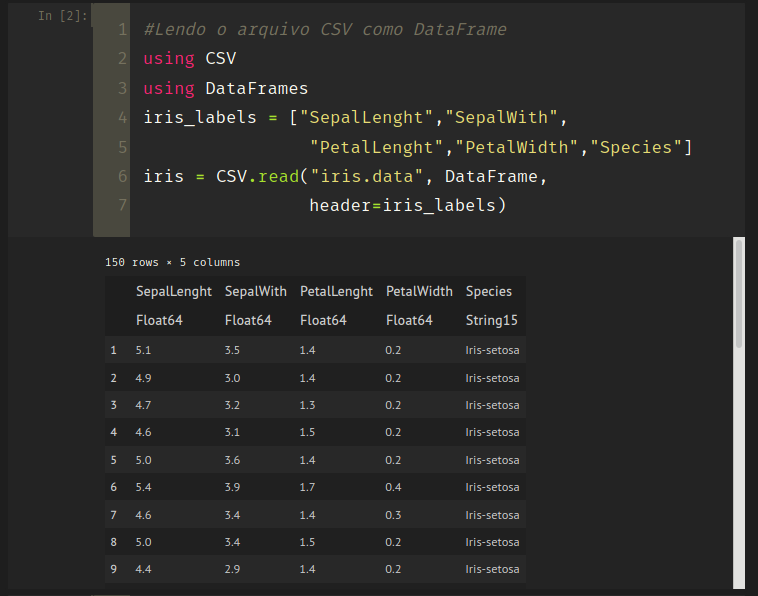 In [2]:
1 #Lendo o arquivo CSV como DataFrame
2 using CSV
3 using DataFrames
4 iris_labels = ["SepalLenght","SepalWith",
5 "PetalLenght","PetalWidth","Species"]
6 iris = CSV.read("iris.data", DataFrame,
7 header=iris_labels)
150 rows × 5 columns
SepalLenght SepalWith PetalLenght PetalWidth Species
Float64 Float64 Float64 Float64 String15
1 5.1 3.5 1.4 0.2 Iris-setosa
2 4.9 3.0 1.4 0.2 Iris-setosa
3 4.7 3.2 1.3 0.2 Iris-setosa
4 4.6 3.1 1.5 0.2 Iris-setosa
5 5.0 3.6 1.4 0.2 Iris-setosa
6 5.4 3.9 1.7 0.4 Iris-setosa
7 4.6 3.4 1.4 0.3 Iris-setosa
8 5.0 3.4 1.5 0.2 Iris-setosa
9 4.4 2.9 1.4 0.2 Iris-setosa